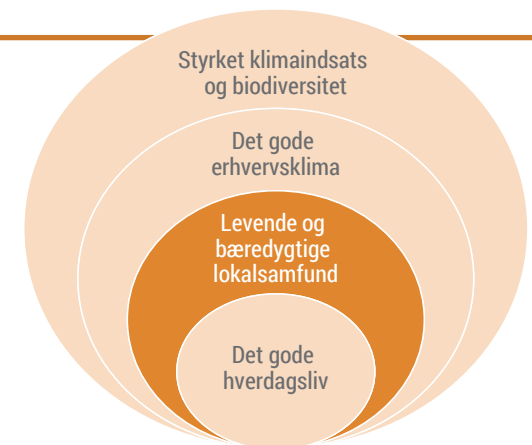 Styrket klimaindsats
og biodiversitet
Det gode
erhvervsklima
Levende og
bæredygtige
lokalsamfund
Det gode
hverdagsliv